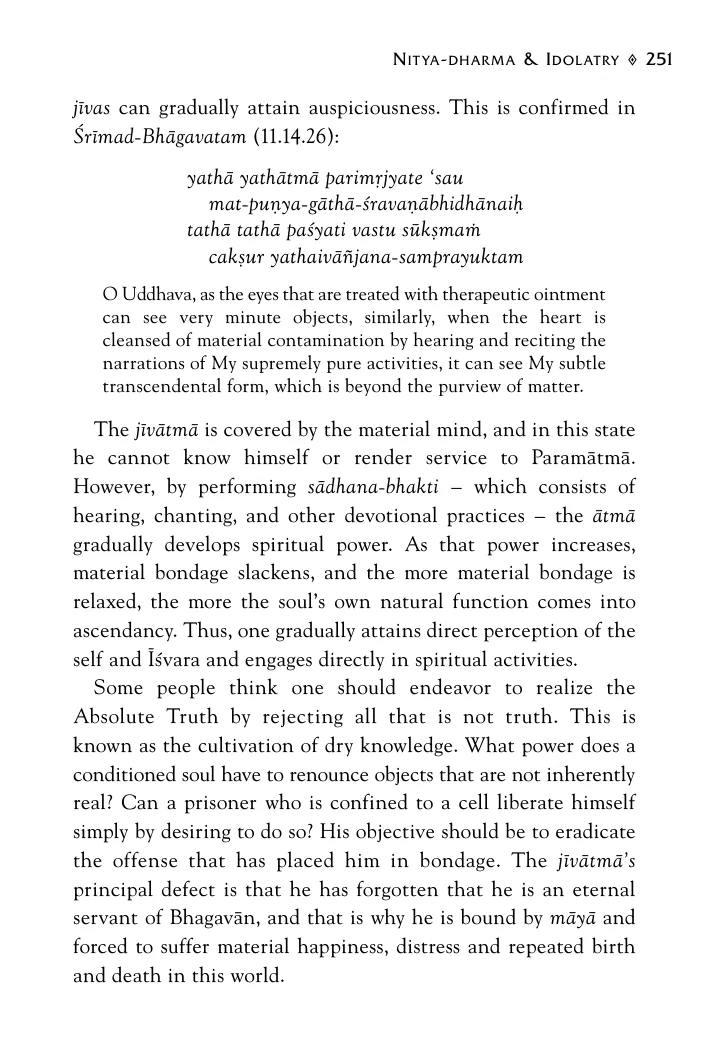 NITYA-DHARMA & IDOLATRY ◊ 251
jīvas can gradually attain auspiciousness. This is confirmed in
Śrīmad-Bhāgavatam (11.14.26):
yathā yathātmā parimṛjyate ‘sau
mat-puṇya-gāthā-śravaṇābhidhānaiḥ
tathā tathā paśyati vastu sūkṣmaṁ
cakṣur yathaivāñjana-samprayuktam
O Uddhava, as the eyes that are treated with therapeutic ointment
can see very minute objects, similarly, when the heart is
cleansed of material contamination by hearing and reciting the
narrations of My supremely pure activities, it can see My subtle
transcendental form, which is beyond the purview of matter.
The jīvātmā is covered by the material mind, and in this state
he cannot know himself or render service to Paramātmā.
However, by performing sādhana-bhakti – which consists of
hearing, chanting, and other devotional practices – the ātmā
gradually develops spiritual power. As that power increases,
material bondage slackens, and the more material bondage is
relaxed, the more the soul’s own natural function comes into
ascendancy. Thus, one gradually attains direct perception of the
self and Īśvara and engages directly in spiritual activities.
Some people think one should endeavor to realize the
Absolute Truth by rejecting all that is not truth. This is
known as the cultivation of dry knowledge. What power does a
conditioned soul have to renounce objects that are not inherently
real? Can a prisoner who is confined to a cell liberate himself
simply by desiring to do so? His objective should be to eradicate
the offense that has placed him in bondage. The jīvātmā’s
principal defect is that he has forgotten that he is an eternal
servant of Bhagavān, and that is why he is bound by māyā and
forced to suffer material happiness, distress and repeated birth
and death in this world.